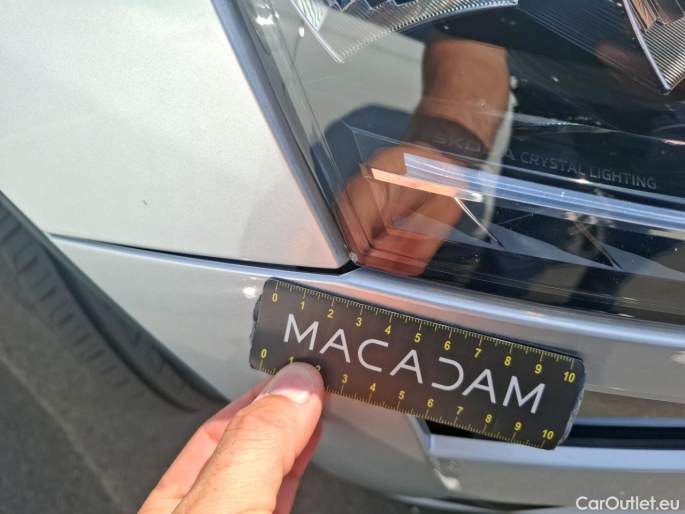 ŠKODA CRYSTAL LIGHTING
0 1 2 3 4 5 6 7 8 9 10
MACADAM
0 1 2 3 4 5 6 7 8 9 10
CarOutlet.eu